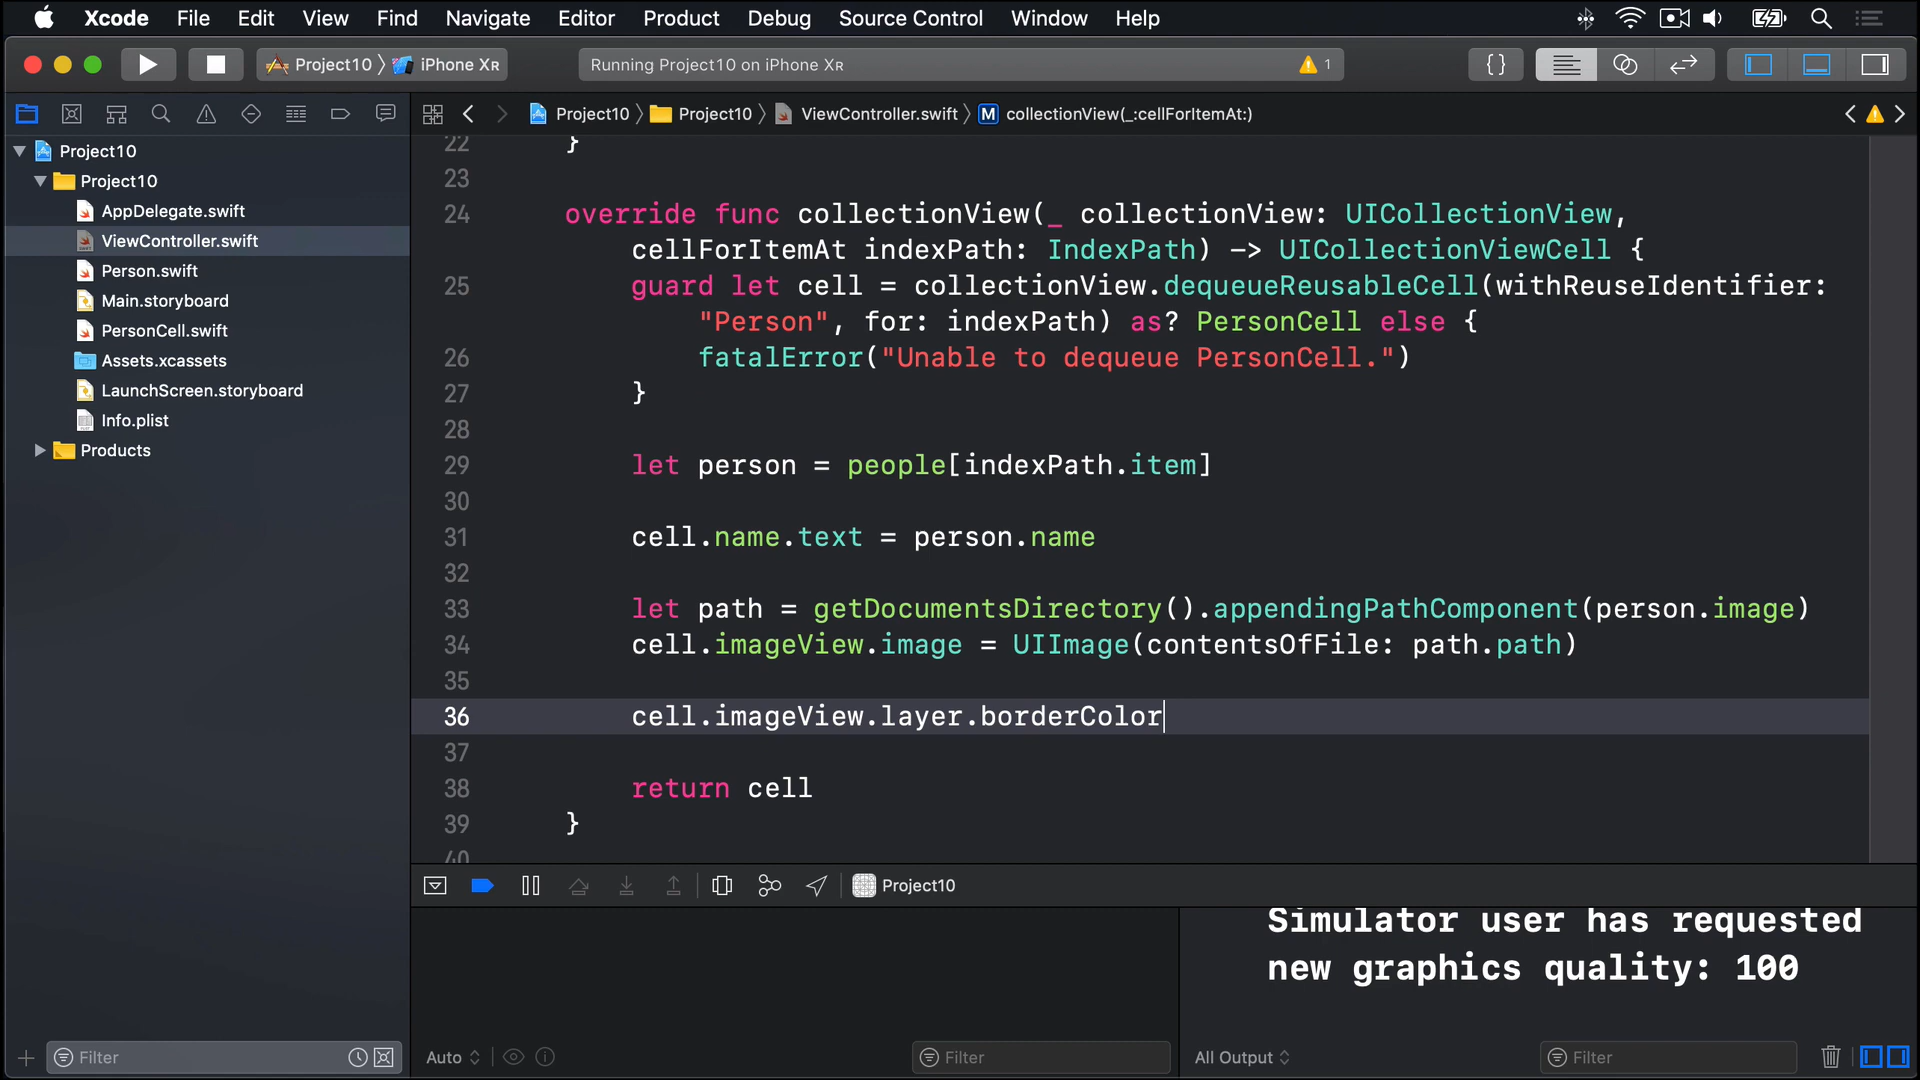 Xcode File Edit View Find Navigate Editor Product Debug Source Control Window Help
Project10 iPhone XR
Running Project10 on iPhone XR 1
{ }
Project10 Project10 ViewController.swift M collectionView(_:cellForItemAt:)
Project10
Project10
AppDelegate.swift
ViewController.swift
Person.swift
Main.storyboard
PersonCell.swift
Assets.xcassets
LaunchScreen.storyboard
Info.plist
Products
22 }
23
24 override func collectionView(_ collectionView: UICollectionView,
cellForItemAt indexPath: IndexPath) -> UICollectionViewCell {
25 guard let cell = collectionView.dequeueReusableCell(withReuseIdentifier:
"Person", for: indexPath) as? PersonCell else {
26 fatalError("Unable to dequeue PersonCell.")
27 }
28
29 let person = people[indexPath.item]
30
31 cell.name.text = person.name
32
33 let path = getDocumentsDirectory().appendingPathComponent(person.image)
34 cell.imageView.image = UIImage(contentsOfFile: path.path)
35
36 cell.imageView.layer.borderColor
37
38 return cell
39 }
40
Project10
Simulator user has requested
new graphics quality: 100
Filter
Auto
Filter
All Output
Filter